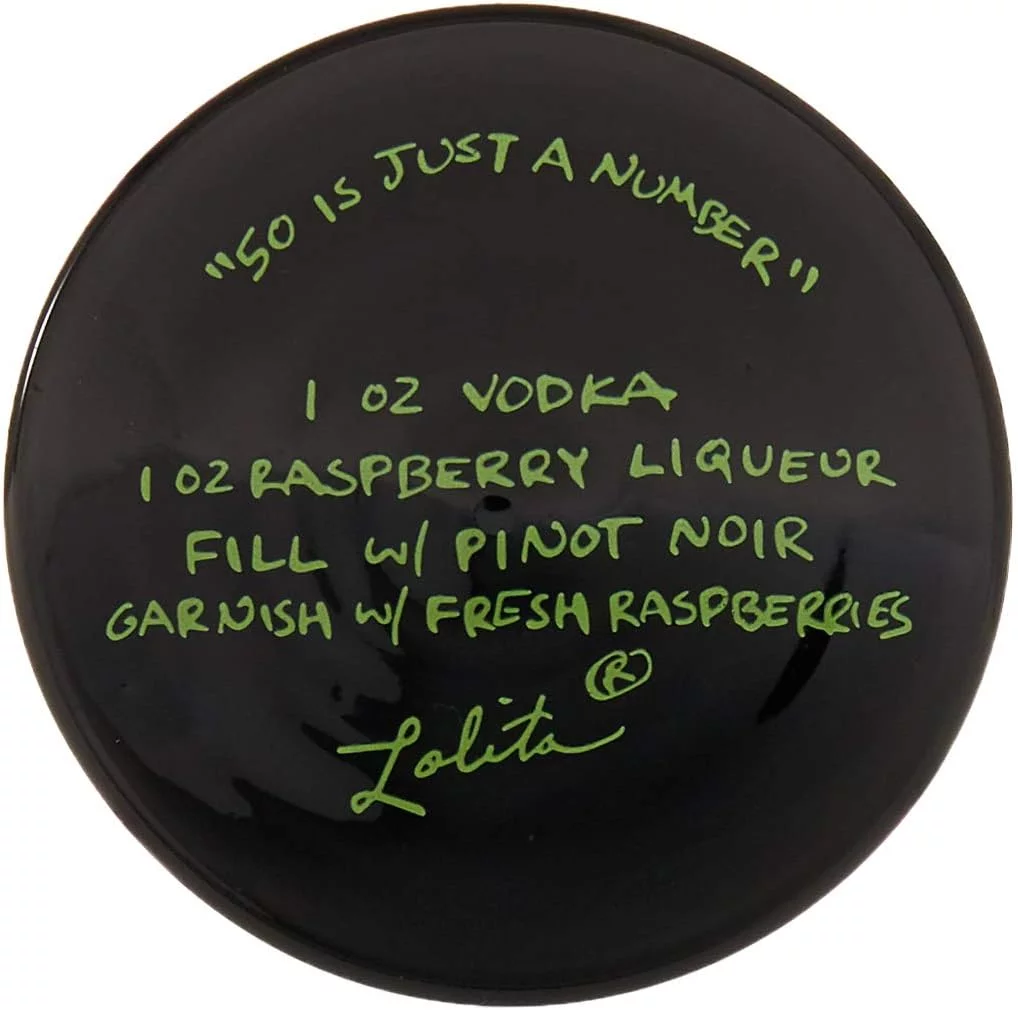 "50 IS JUST A NUMBER"
1 OZ VODKA
1 OZ RASPBERRY LIQUEUR
FILL W/ PINOT NOIR
GARNISH W/ FRESH RASPBERRIES
Lolita®